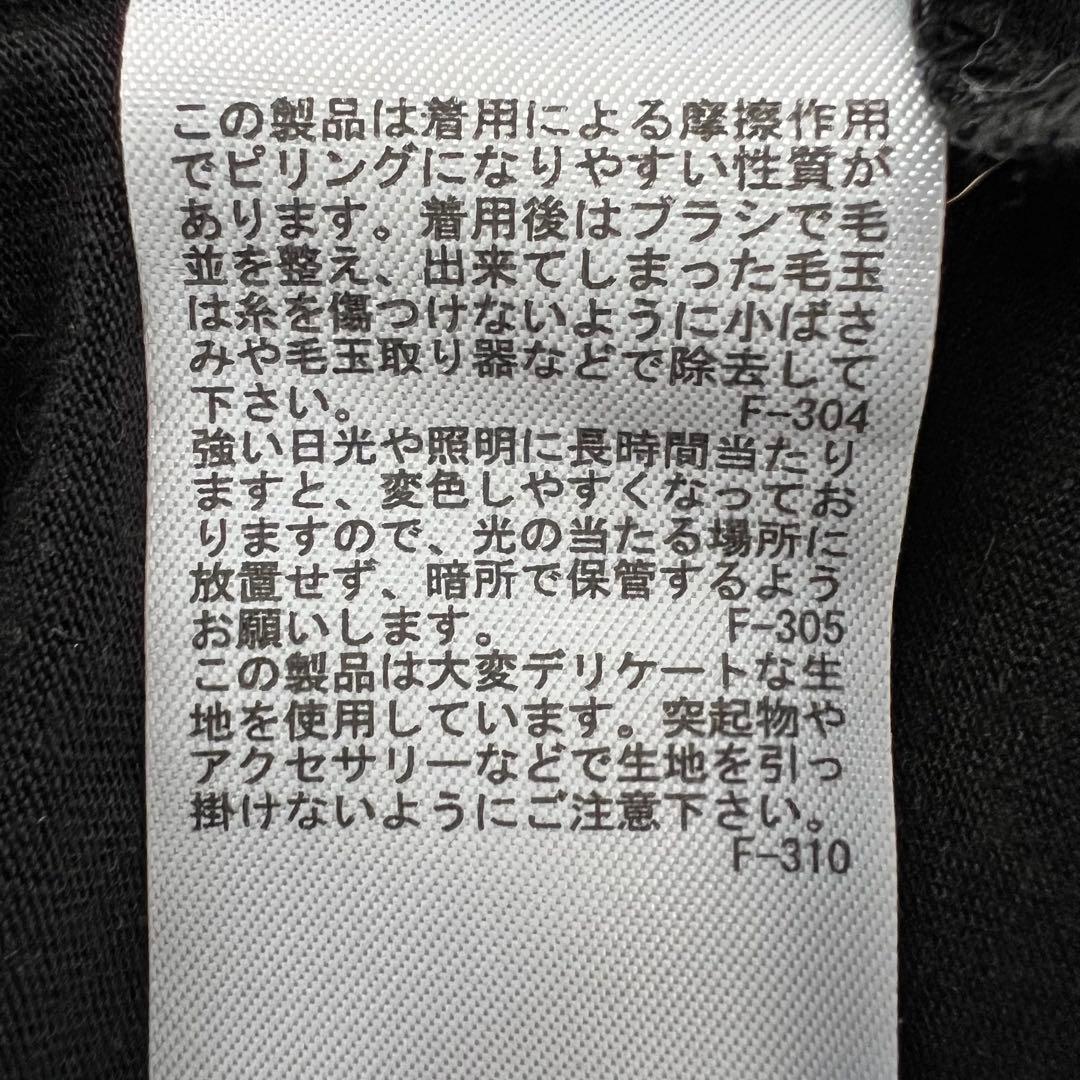 この製品は着用による摩擦作用
でピリングになりやすい性質が
あります。着用後はブラシで毛
並を整え、出来てしまった毛玉
は糸を傷つけないように小ばさ
みや毛玉取り器などで除去して
下さい。 F-304
強い日光や照明に長時間当たり
ますと、変色しやすくなってお
りますので、光の当たる場所に
放置せず、暗所で保管するよう
お願いします。 F-305
この製品は大変デリケートな生
地を使用しています。突起物や
アクセサリーなどで生地を引っ
掛けないようにご注意下さい。
F-310